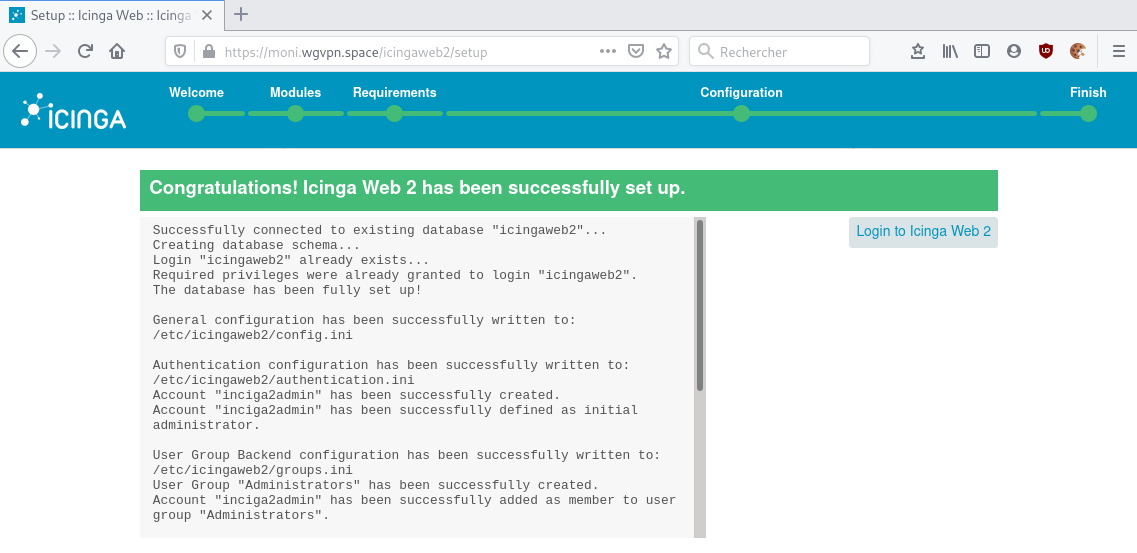 Setup :: Icinga Web :: Icinga
https://moni.wgvpn.space/icingaweb2/setup
Rechercher
ICINGA
Welcome
Modules
Requirements
Configuration
Finish
Congratulations! Icinga Web 2 has been successfully set up.
Login to Icinga Web 2
Successfully connected to existing database "icingaweb2"...
Creating database schema...
Login "icingaweb2" already exists...
Required privileges were already granted to login "icingaweb2".
The database has been fully set up!
General configuration has been successfully written to:
/etc/icingaweb2/config.ini
Authentication configuration has been successfully written to:
/etc/icingaweb2/authentication.ini
Account "inciga2admin" has been successfully created.
Account "inciga2admin" has been successfully defined as initial
administrator.
User Group Backend configuration has been successfully written to:
/etc/icingaweb2/groups.ini
User Group "Administrators" has been successfully created.
Account "inciga2admin" has been successfully added as member to user
group "Administrators".